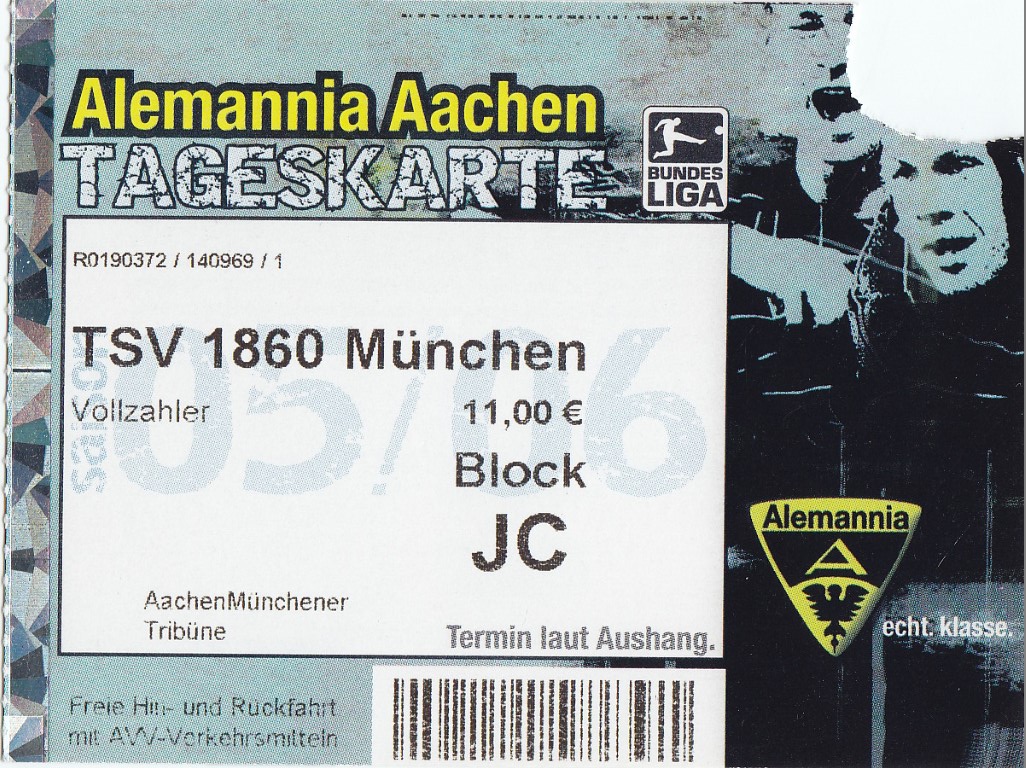 Alemannia Aachen
TAGESKARTE
BUNDES
LIGA
R0190372 / 140969 / 1
TSV 1860 München
Saison
05/06
Vollzahler 11,00 €
Block
JC
AachenMünchener
Tribüne
Termin laut Aushang.
Alemannia
A
echt. klasse.
Freie Hin- und Rückfahrt
mit AVV-Verkehrsmitteln